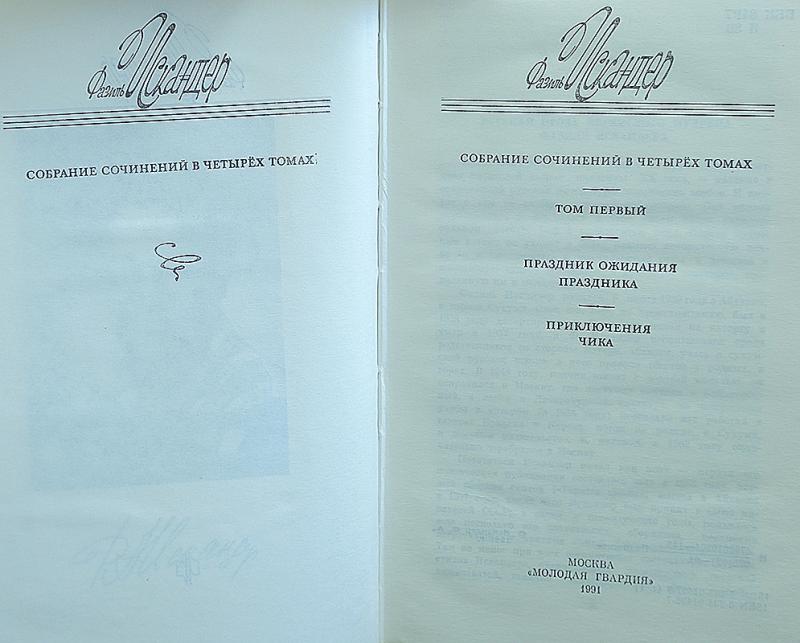 Фазиль Искандер
СОБРАНИЕ СОЧИНЕНИЙ В ЧЕТЫРЁХ ТОМАХ
Фазиль Искандер
СОБРАНИЕ СОЧИНЕНИЙ В ЧЕТЫРЁХ ТОМАХ
ТОМ ПЕРВЫЙ
ПРАЗДНИК ОЖИДАНИЯ
ПРАЗДНИКА
ПРИКЛЮЧЕНИЯ
ЧИКА
МОСКВА
«МОЛОДАЯ ГВАРДИЯ»
1991